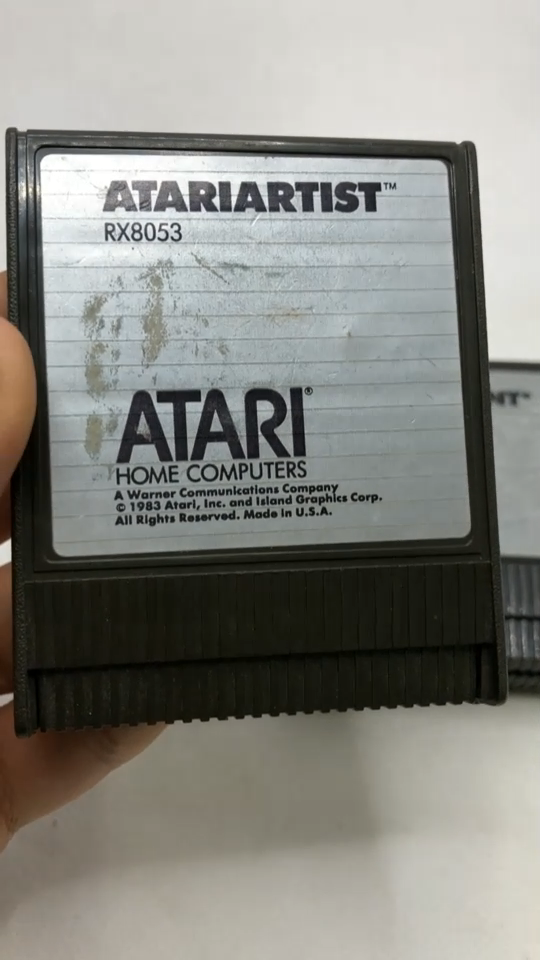 ATARIARTIST™
RX8053
ATARI®
HOME COMPUTERS
A Warner Communications Company
© 1983 Atari, Inc. and Island Graphics Corp.
All Rights Reserved. Made in U.S.A.